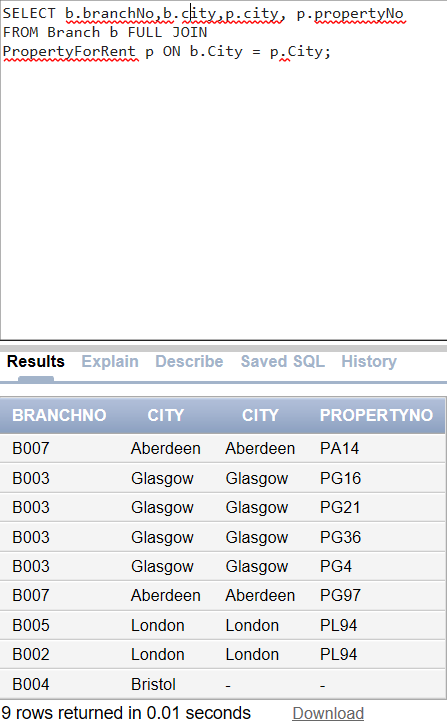 SELECT b.branchNo,b.city,p.city, p.propertyNo
FROM Branch b FULL JOIN
PropertyForRent p ON b.City = p.City;
Results Explain Describe Saved SQL History
BRANCHNO CITY CITY PROPERTYNO
B007 Aberdeen Aberdeen PA14
B003 Glasgow Glasgow PG16
B003 Glasgow Glasgow PG21
B003 Glasgow Glasgow PG36
B003 Glasgow Glasgow PG4
B007 Aberdeen Aberdeen PG97
B005 London London PL94
B002 London London PL94
B004 Bristol - -
9 rows returned in 0.01 seconds Download